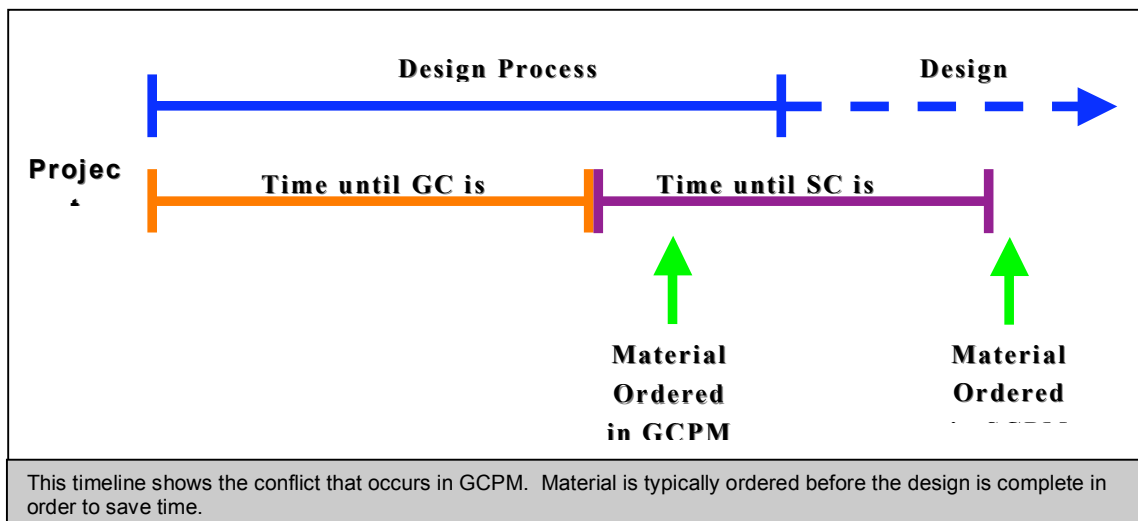 Design Process
Design
Projec
Time until GC is
Time until SC is
Material
Ordered
in GCPM
Material
Ordered
This timeline shows the conflict that occurs in GCPM. Material is typically ordered before the design is complete in
order to save time.